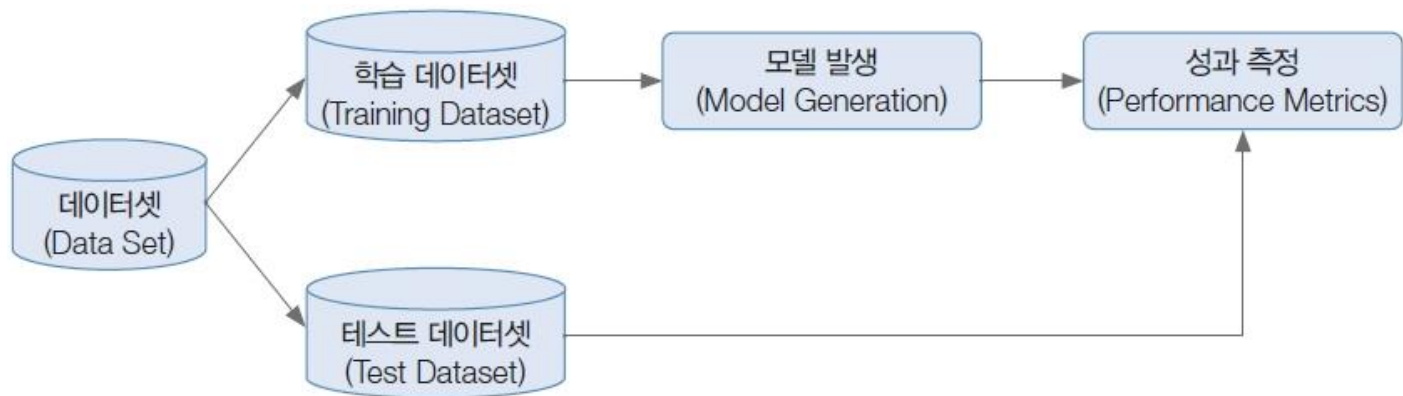 데이터셋
(Data Set)
학습 데이터셋
(Training Dataset)
모델 발생
(Model Generation)
성과 측정
(Performance Metrics)
테스트 데이터셋
(Test Dataset)